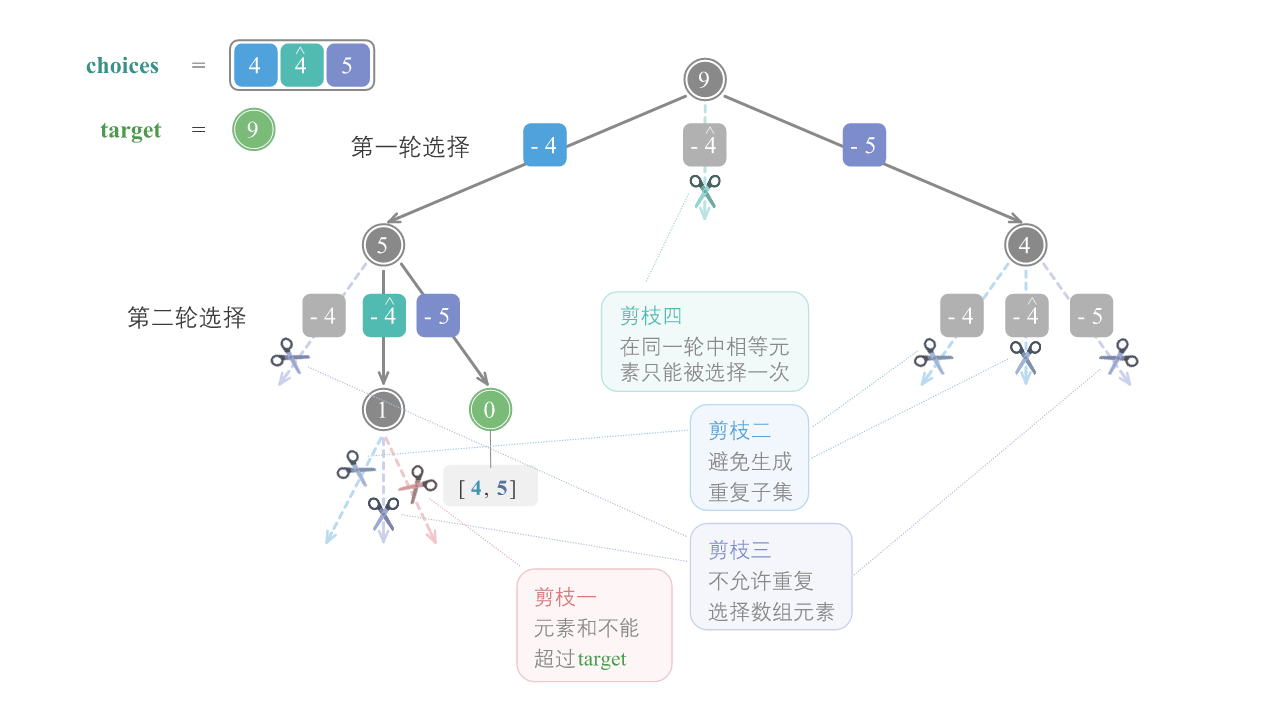 choices = 4 4̂ 5
target = 9
9
第一轮选择
- 4 - 4̂ - 5
5 4
第二轮选择
- 4 - 4̂ - 5 - 4 - 4̂ - 5
剪枝四
在同一轮中相等元
素只能被选择一次
1 0
[ 4, 5 ]
剪枝二
避免生成
重复子集
剪枝三
不允许重复
选择数组元素
剪枝一
元素和不能
超过target